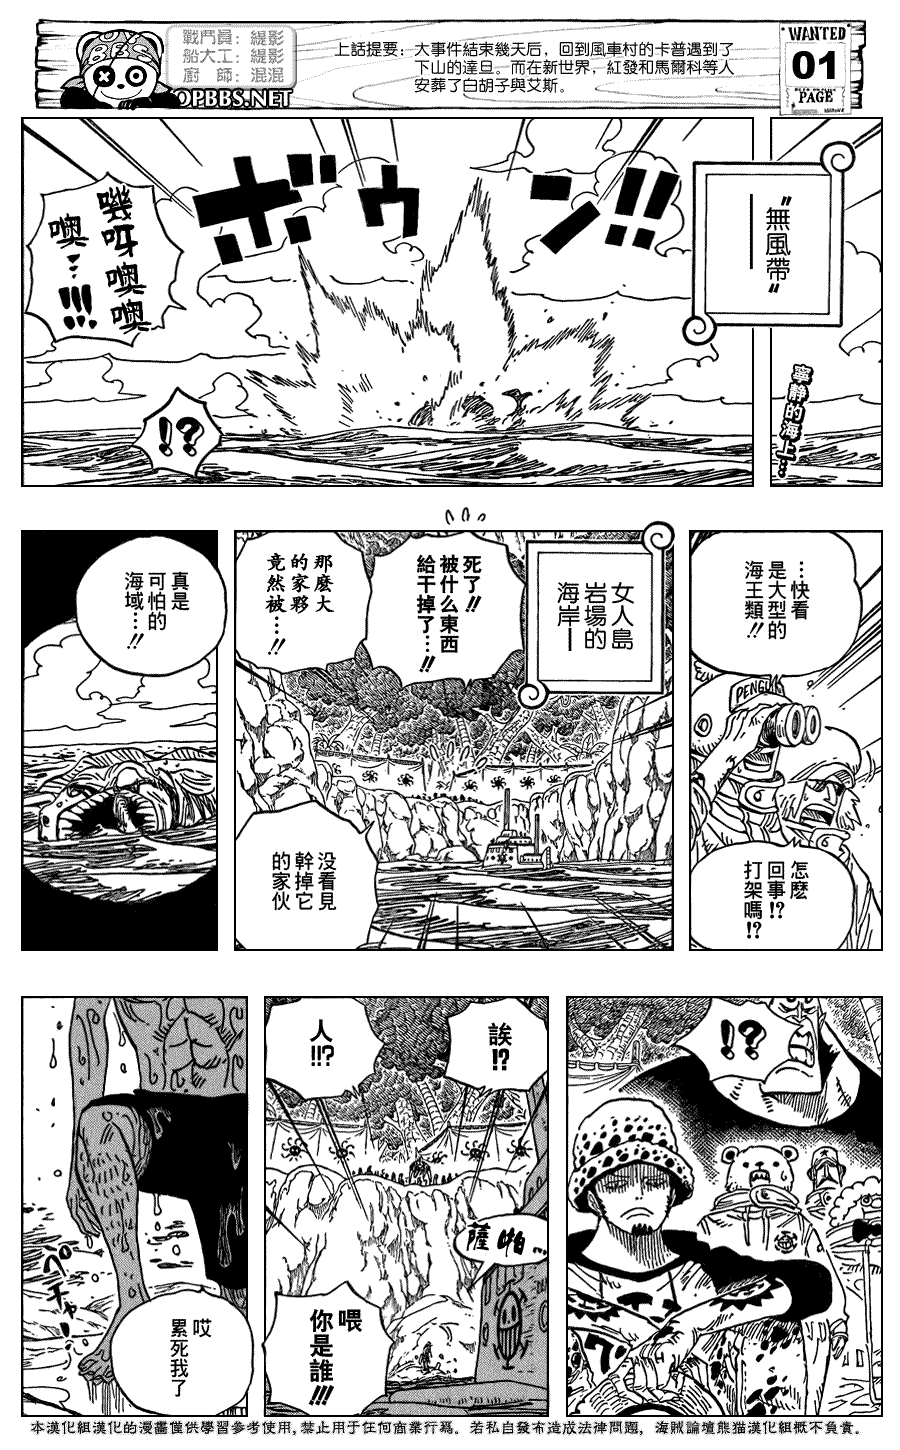 戰鬥員：緹影
船大工：緹影
廚　師：混混
OPBBS.NET
上話提要：大事件結束幾天后，回到風車村的卡普遇到了
下山的達旦。而在新世界，紅發和馬爾科等人
安葬了白胡子與艾斯。
WANTED
01
PAGE
“無風帶”
——
寧静的海上…
ボゥン!!
嘰呀噢噢
噢…!!!
!?
…快看
是大型的
海王類!!
PENGUIN
怎麽
回事!?
打架嗎!?
女人島
岩場的
海岸—
死了!!
被什么東西
給干掉了…!!
那麼大
的家夥
竟然被…!!
没看見
幹掉它
的家伙
真是
可怕的
海域…!!
!?
誒!?
人!!?
薩啪…
喂
你是誰!!!
ペチャ
哎
累死我了
本漢化組漢化的漫畫僅供學習參考使用,禁止用于任何商業行爲。若私自發布造成法律問題，海賊論壇熊猫漢化組概不負責。